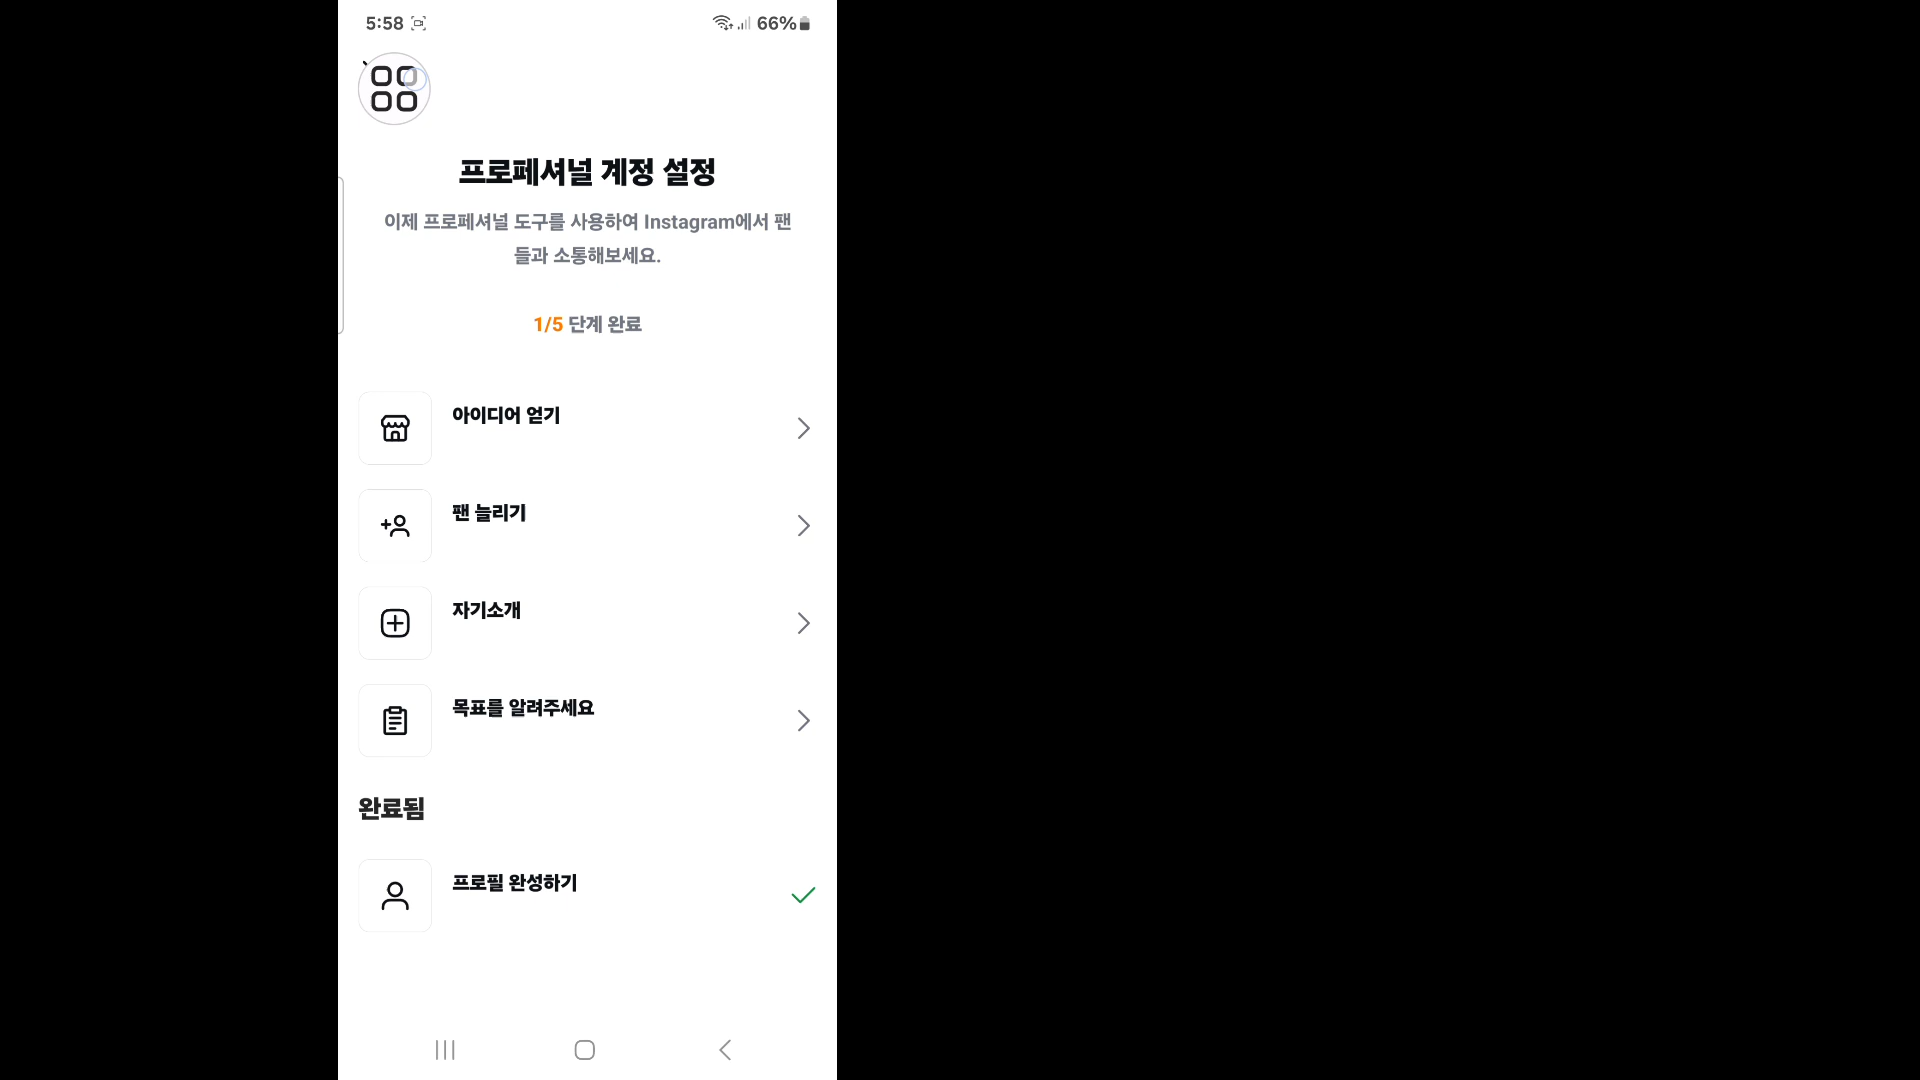 5:58
66%
프로페셔널 계정 설정
이제 프로페셔널 도구를 사용하여 Instagram에서 팬
들과 소통해보세요.
1/5 단계 완료
아이디어 얻기
팬 늘리기
자기소개
목표를 알려주세요
완료됨
프로필 완성하기